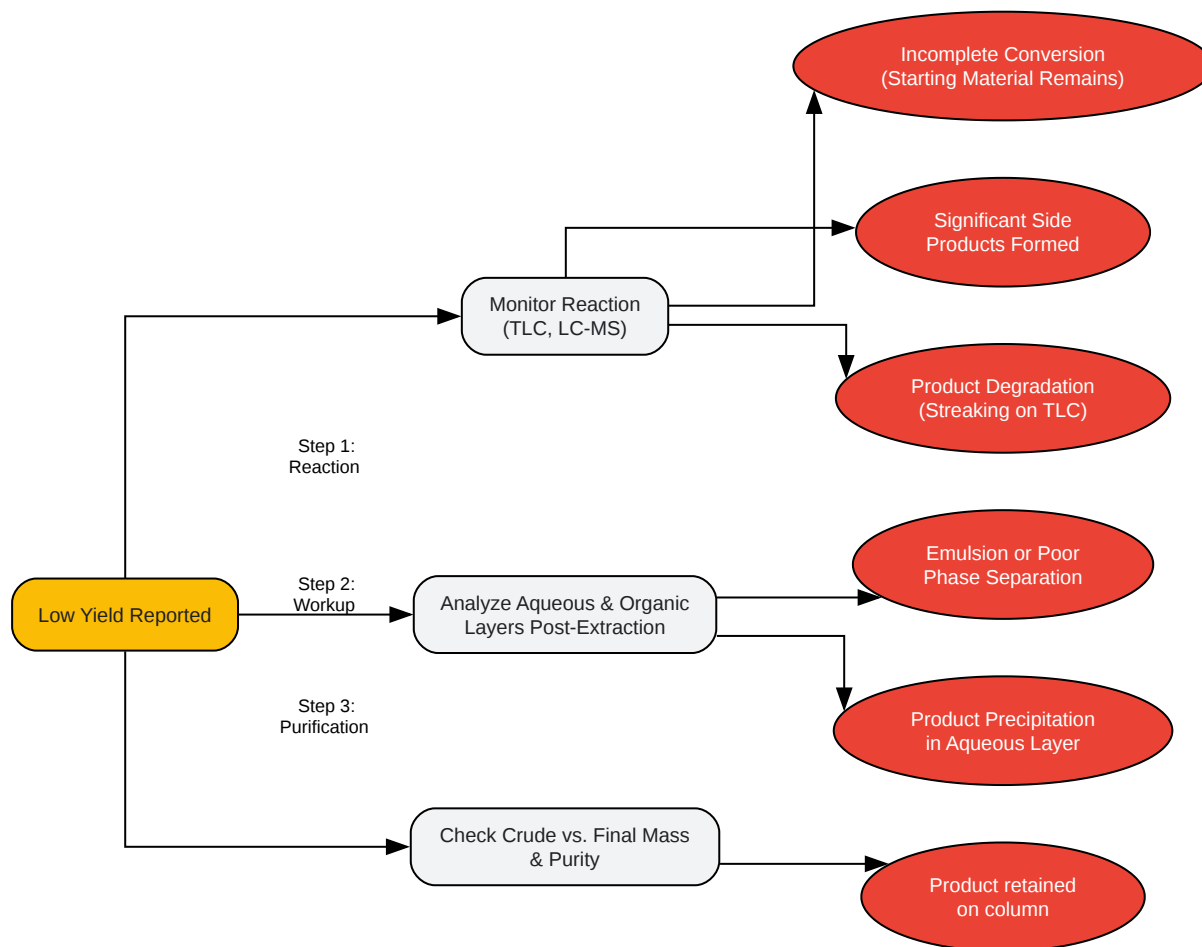 Incomplete Conversion
(Starting Material Remains)
Significant Side
Products Formed
Monitor Reaction
(TLC, LC-MS)
Product Degradation
(Streaking on TLC)
Step 1:
Reaction
Emulsion or Poor
Phase Separation
Step 2:
Workup
Low Yield Reported
Analyze Aqueous & Organic
Layers Post-Extraction
Step 3:
Purification
Product Precipitation
in Aqueous Layer
Check Crude vs. Final Mass
& Purity
Product retained
on column